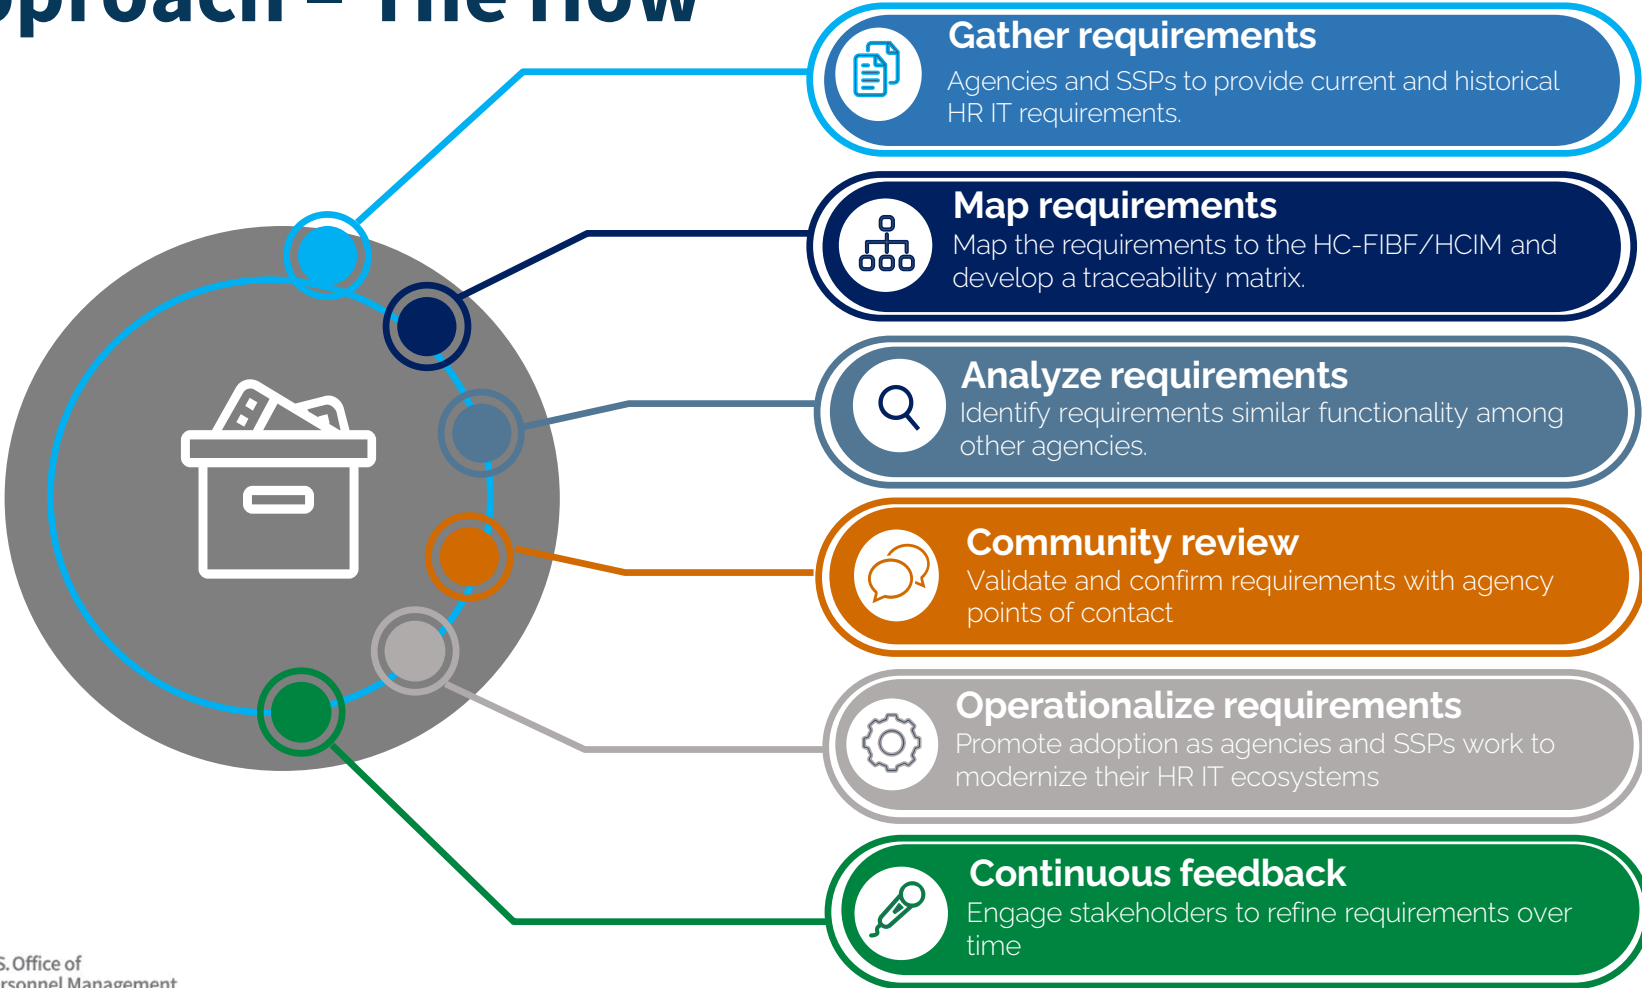 pproach – The How
Gather requirements
Agencies and SSPs to provide current and historical
HR IT requirements.
Map requirements
Map the requirements to the HC-FIBF/HCIM and
develop a traceability matrix.
Analyze requirements
Identify requirements similar functionality among
other agencies.
Community review
Validate and confirm requirements with agency
points of contact
Operationalize requirements
Promote adoption as agencies and SSPs work to
modernize their HR IT ecosystems
Continuous feedback
Engage stakeholders to refine requirements over
time
S. Office of
ersonnel Management